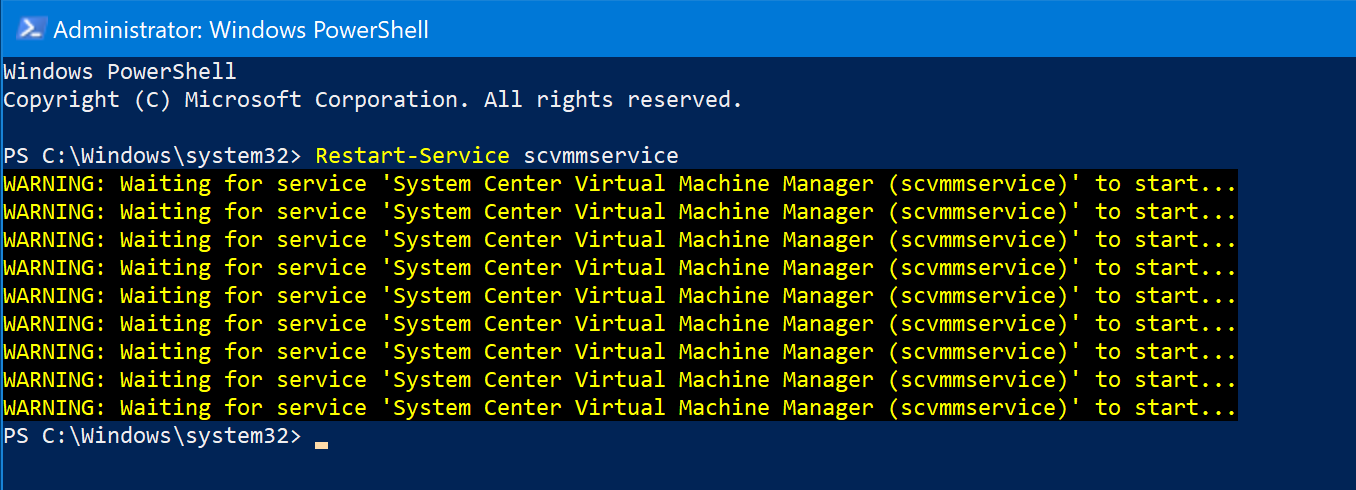 Administrator: Windows PowerShell
Windows PowerShell
Copyright (C) Microsoft Corporation. All rights reserved.
PS C:\Windows\system32> Restart-Service scvmmservice
WARNING: Waiting for service 'System Center Virtual Machine Manager (scvmmservice)' to start...
WARNING: Waiting for service 'System Center Virtual Machine Manager (scvmmservice)' to start...
WARNING: Waiting for service 'System Center Virtual Machine Manager (scvmmservice)' to start...
WARNING: Waiting for service 'System Center Virtual Machine Manager (scvmmservice)' to start...
WARNING: Waiting for service 'System Center Virtual Machine Manager (scvmmservice)' to start...
WARNING: Waiting for service 'System Center Virtual Machine Manager (scvmmservice)' to start...
WARNING: Waiting for service 'System Center Virtual Machine Manager (scvmmservice)' to start...
WARNING: Waiting for service 'System Center Virtual Machine Manager (scvmmservice)' to start...
WARNING: Waiting for service 'System Center Virtual Machine Manager (scvmmservice)' to start...
PS C:\Windows\system32>